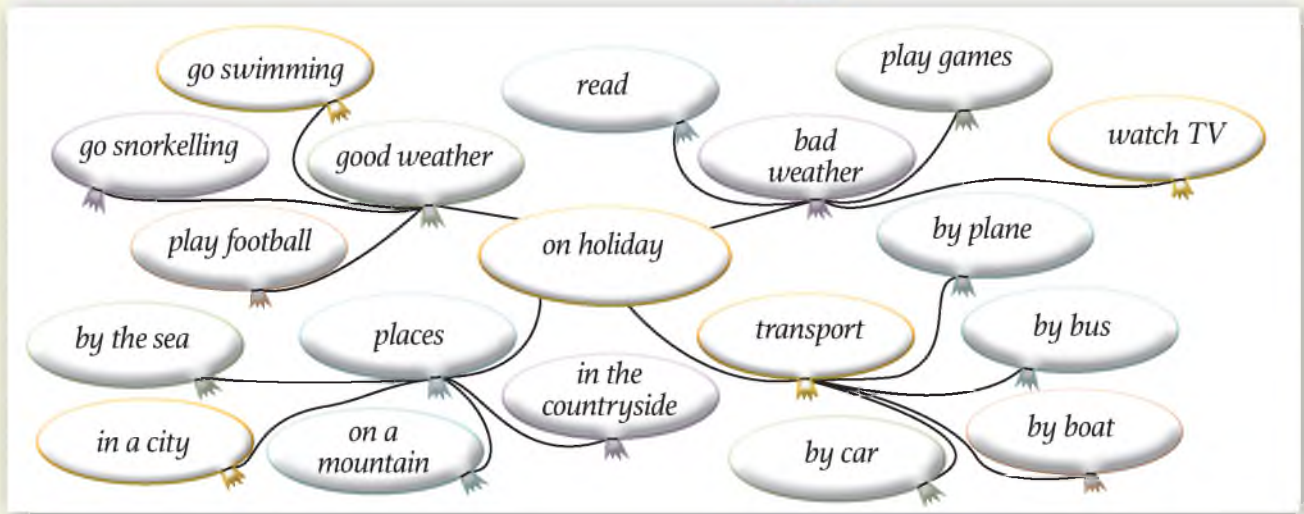 go swimming
go snorkelling
good weather
play football
read
play games
bad
weather
watch TV
on holiday
by the sea
places
in a city
on a
mountain
in the
countryside
transport
by plane
by bus
by boat
by car